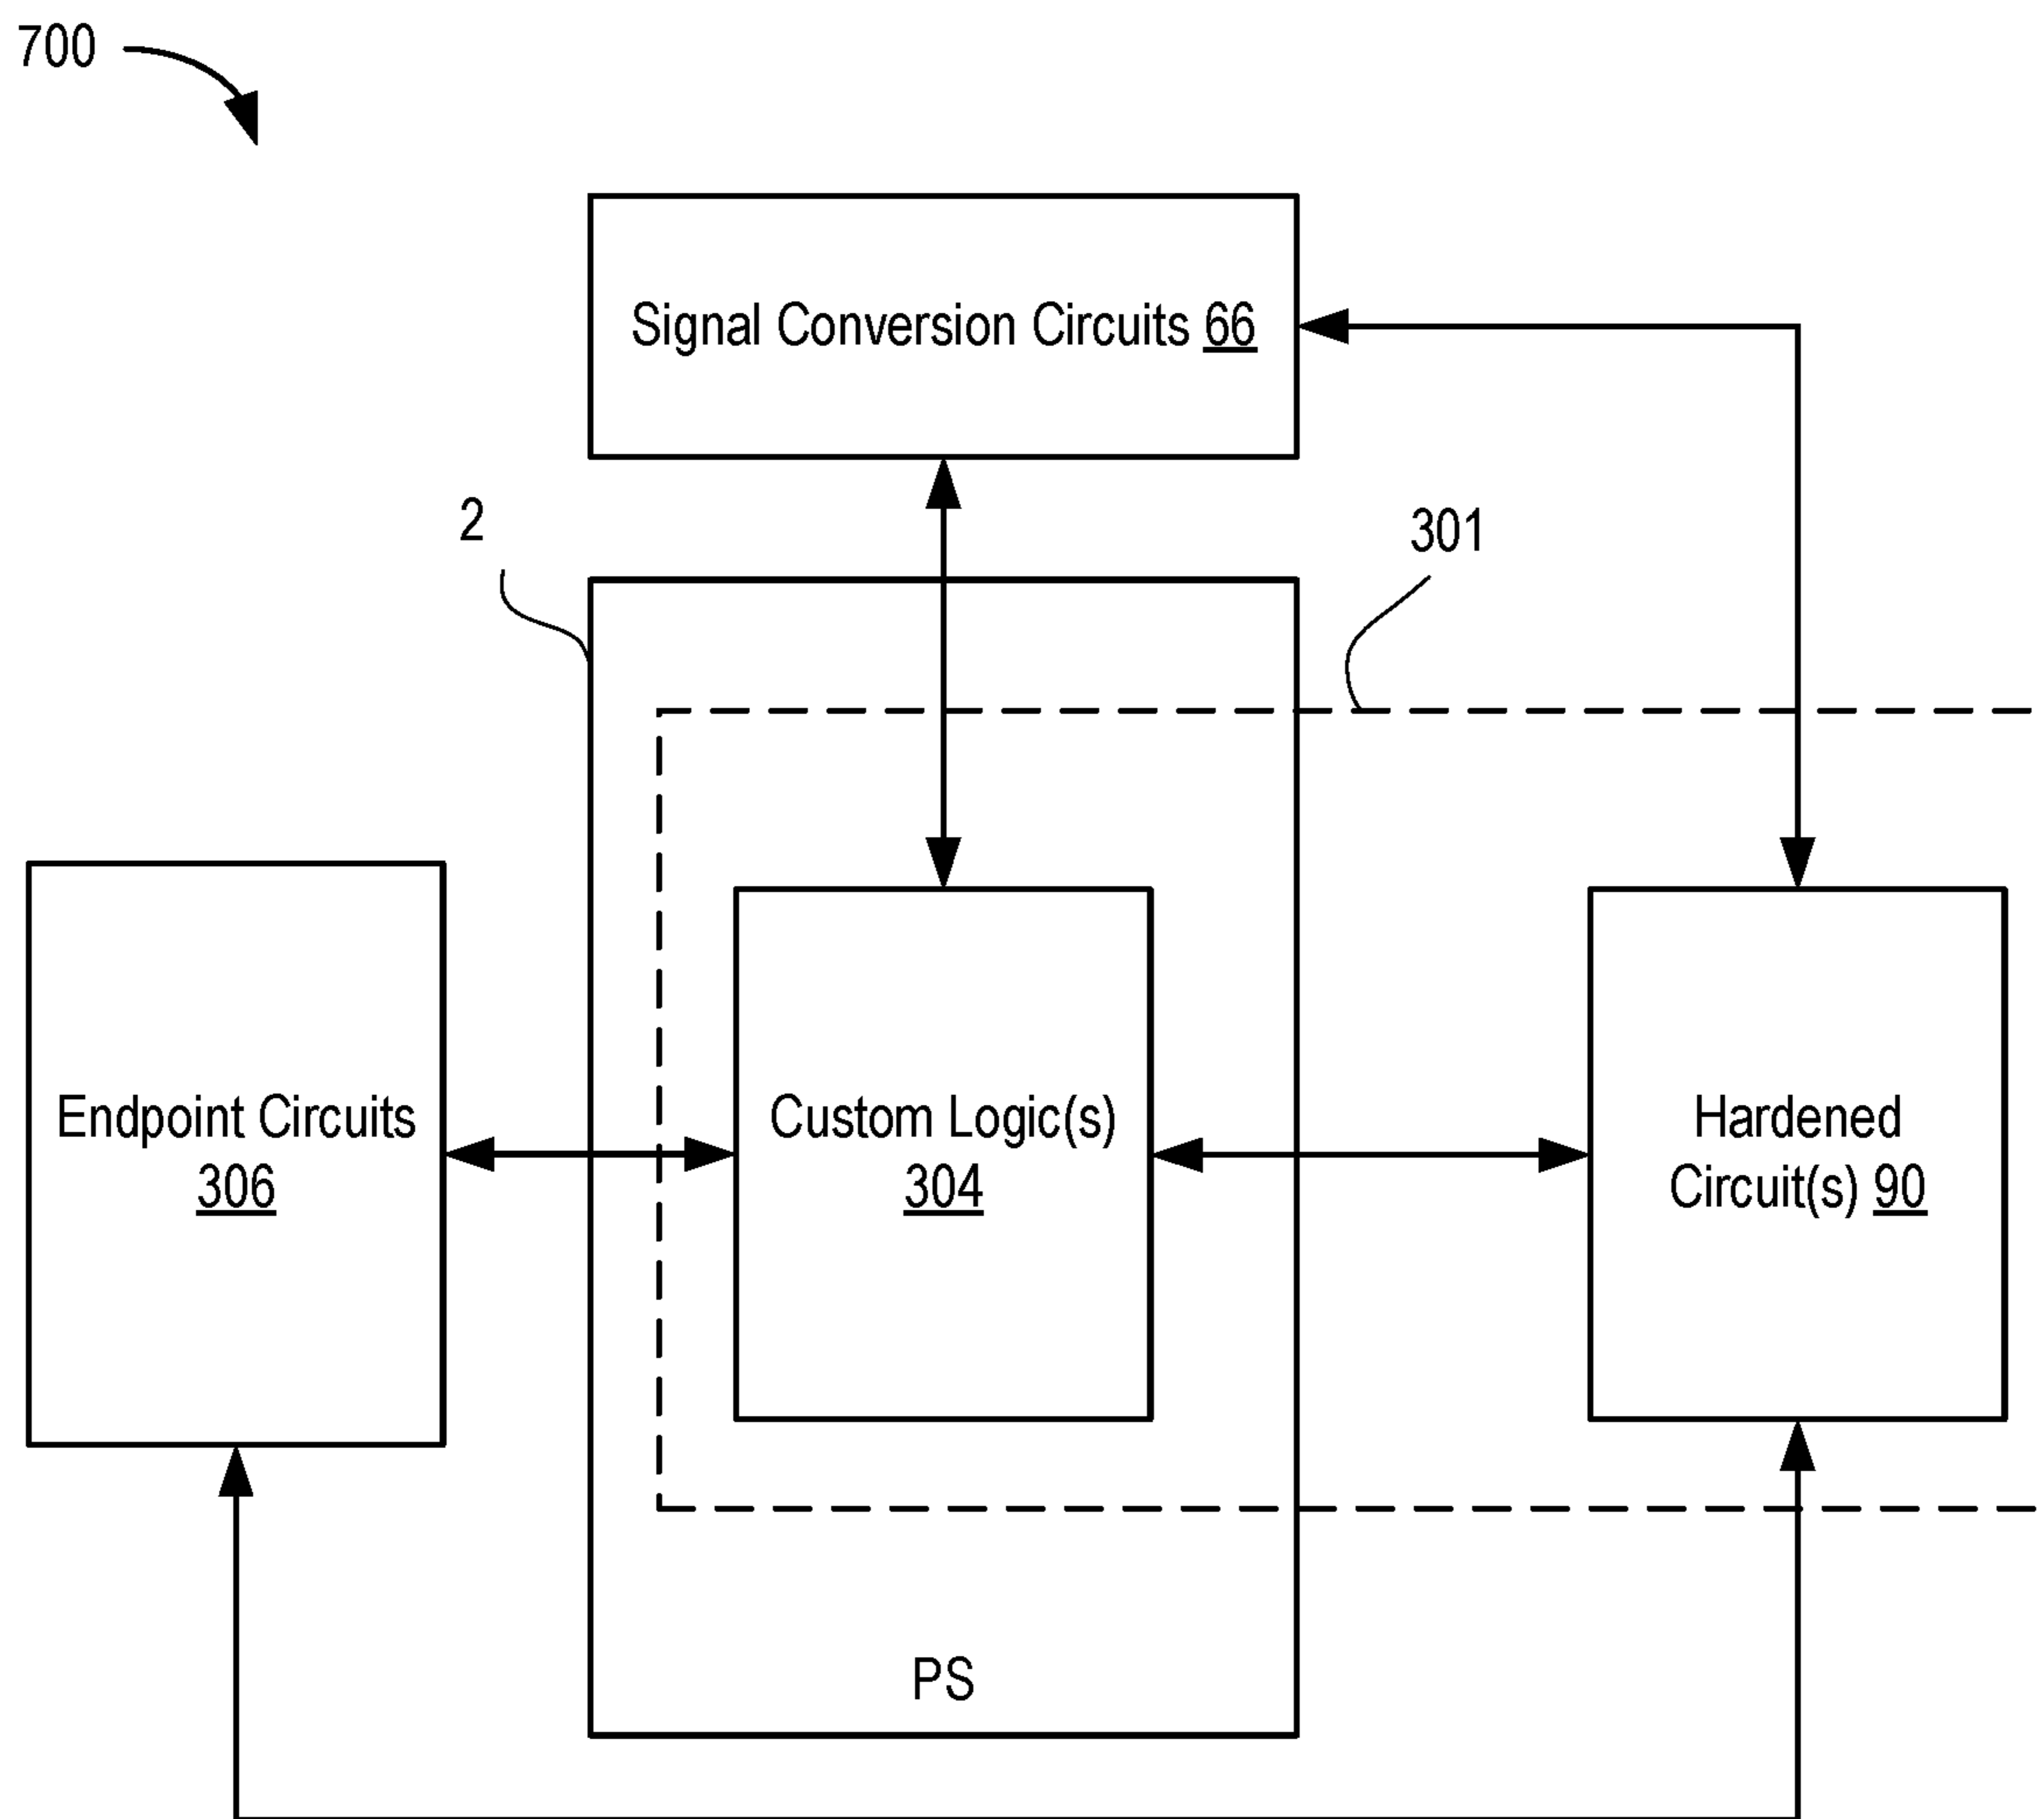 700
Signal Conversion Circuits 66
2
301
Endpoint Circuits
306
Custom Logic(s)
304
Hardened
Circuit(s) 90
PS